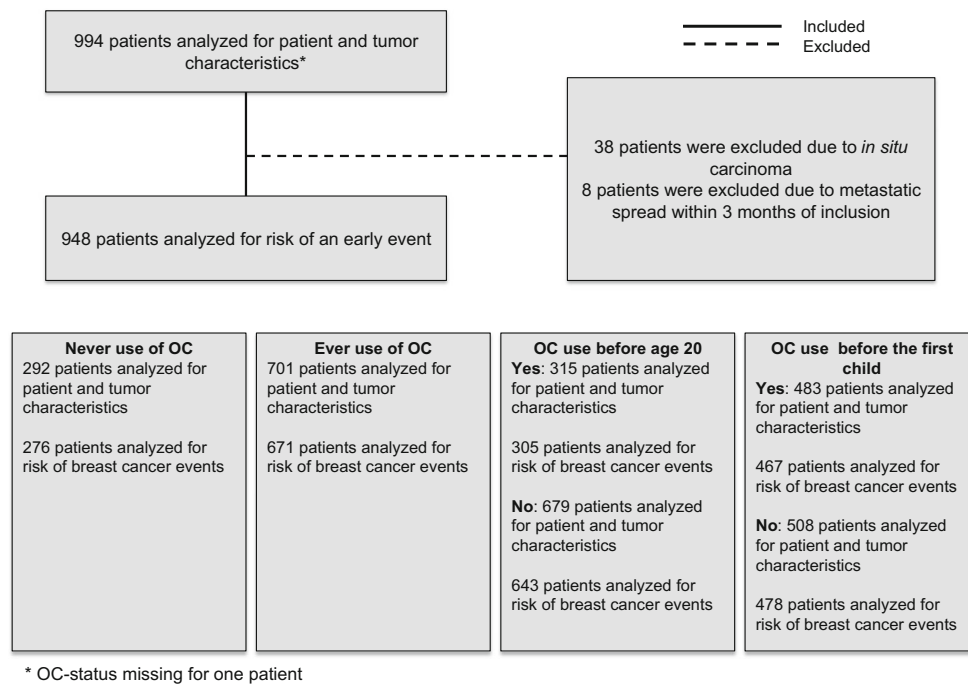 994 patients analyzed for patient and tumor
characteristics*
Included
Excluded
38 patients were excluded due to in situ
carcinoma
8 patients were excluded due to metastatic
spread within 3 months of inclusion
948 patients analyzed for risk of an early event
Never use of OC
292 patients analyzed for
patient and tumor
characteristics
276 patients analyzed for
risk of breast cancer events
Ever use of OC
701 patients analyzed for
patient and tumor
characteristics
671 patients analyzed for
risk of breast cancer events
OC use before age 20
Yes: 315 patients analyzed
for patient and tumor
characteristics
305 patients analyzed for
risk of breast cancer events
No: 679 patients analyzed
for patient and tumor
characteristics
643 patients analyzed for
risk of breast cancer events
OC use before the first
child
Yes: 483 patients analyzed
for patient and tumor
characteristics
467 patients analyzed for
risk of breast cancer events
No: 508 patients analyzed
for patient and tumor
characteristics
478 patients analyzed for
risk of breast cancer events
* OC-status missing for one patient